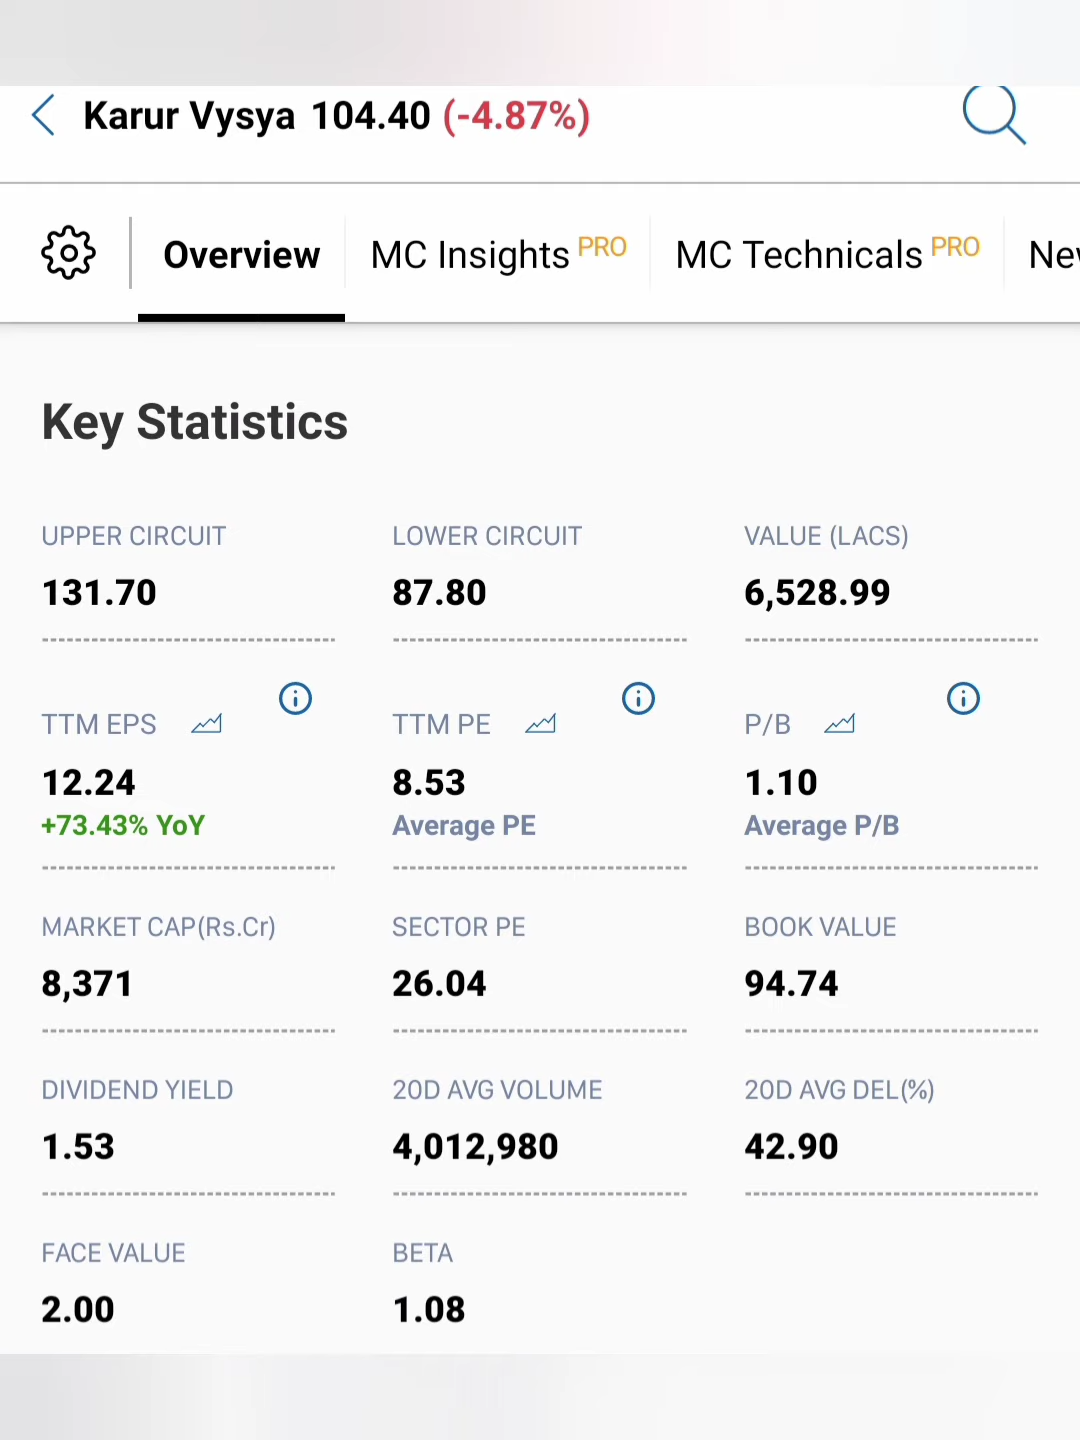 Karur Vysya 104.40 (-4.87%)
Overview MC Insights PRO MC Technicals PRO
Key Statistics
UPPER CIRCUIT LOWER CIRCUIT VALUE (LACS)
131.70 87.80 6,528.99
TTM EPS TTM PE P/B
12.24 8.53 1.10
+73.43% YoY Average PE Average P/B
MARKET CAP(Rs.Cr) SECTOR PE BOOK VALUE
8,371 26.04 94.74
DIVIDEND YIELD 20D AVG VOLUME 20D AVG DEL(%)
1.53 4,012,980 42.90
FACE VALUE BETA
2.00 1.08